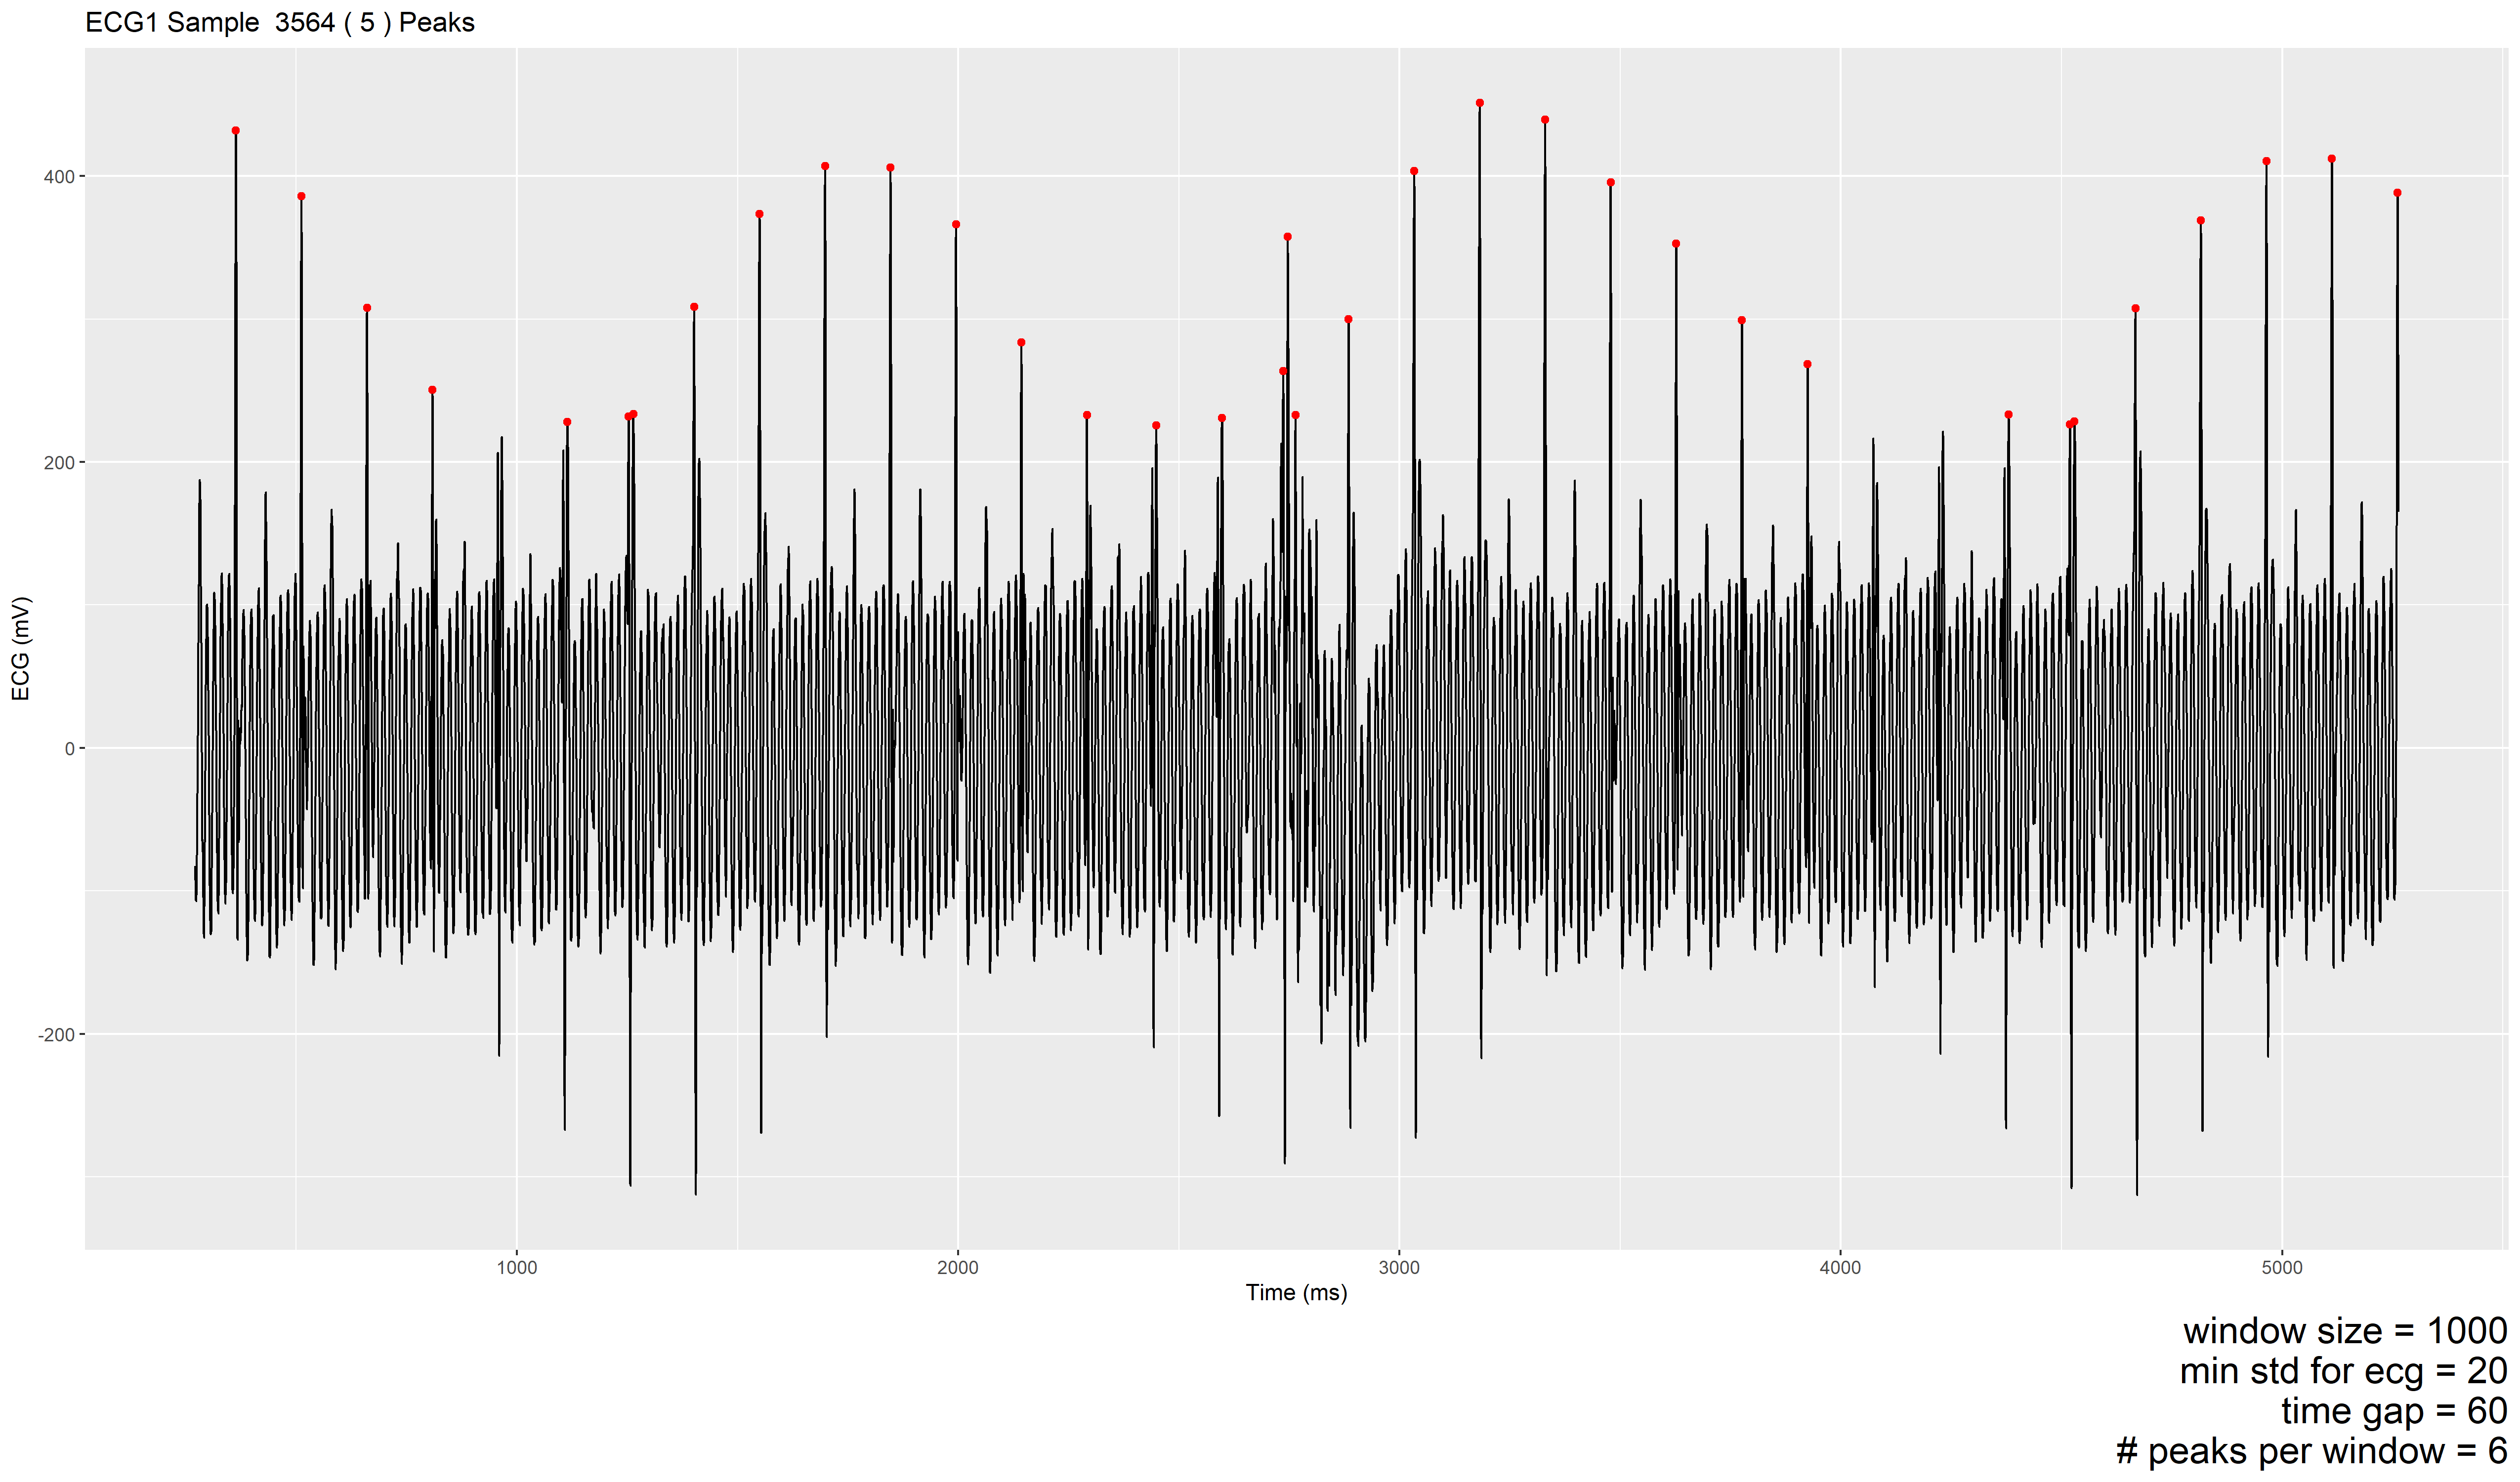 ECG1 Sample  3564 ( 5 ) Peaks
ECG (mV)
400
200
0
-200
1000 2000 3000 4000 5000
Time (ms)
window size = 1000
min std for ecg = 20
time gap = 60
# peaks per window = 6